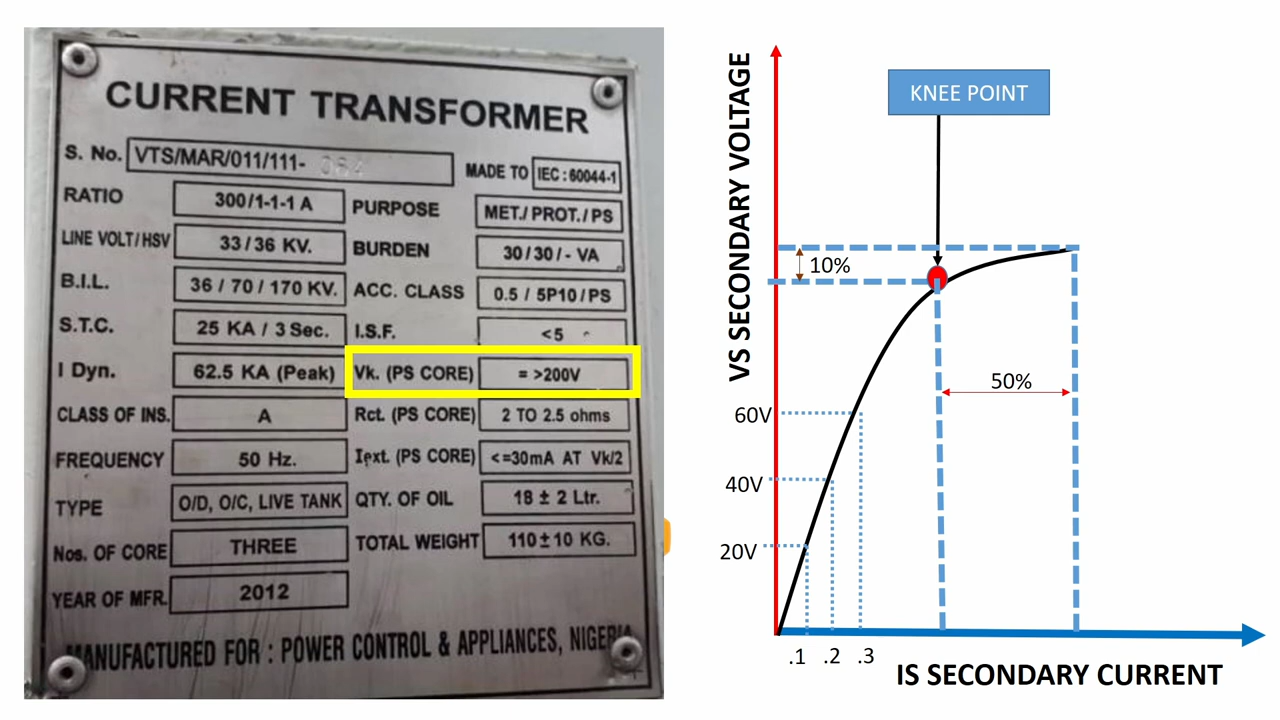 CURRENT TRANSFORMER
S. No. VTS/MAR/011/111-
MADE TO IEC : 60044-1
RATIO 300/1-1-1 A PURPOSE MET./ PROT./ PS
LINE VOLT/HSV 33/36 KV. BURDEN 30/30/- VA
B.I.L. 36 / 70 / 170 KV. ACC. CLASS 0.5 / 5P10/PS
S.T.C. 25 KA / 3 Sec. I.S.F. <5
I Dyn. 62.5 KA (Peak) Vk. (PS CORE) = >200V
CLASS OF INS. A Rct. (PS CORE) 2 TO 2.5 ohms
FREQUENCY 50 Hz. Iext. (PS CORE) <=30mA AT Vk/2
TYPE O/D, O/C, LIVE TANK QTY. OF OIL 18 ± 2 Ltr.
Nos. OF CORE THREE TOTAL WEIGHT 110±10 KG.
YEAR OF MFR. 2012
MANUFACTURED FOR : POWER CONTROL & APPLIANCES, NIGERIA
VS SECONDARY VOLTAGE
KNEE POINT
10%
50%
60V
40V
20V
.1 .2 .3
IS SECONDARY CURRENT